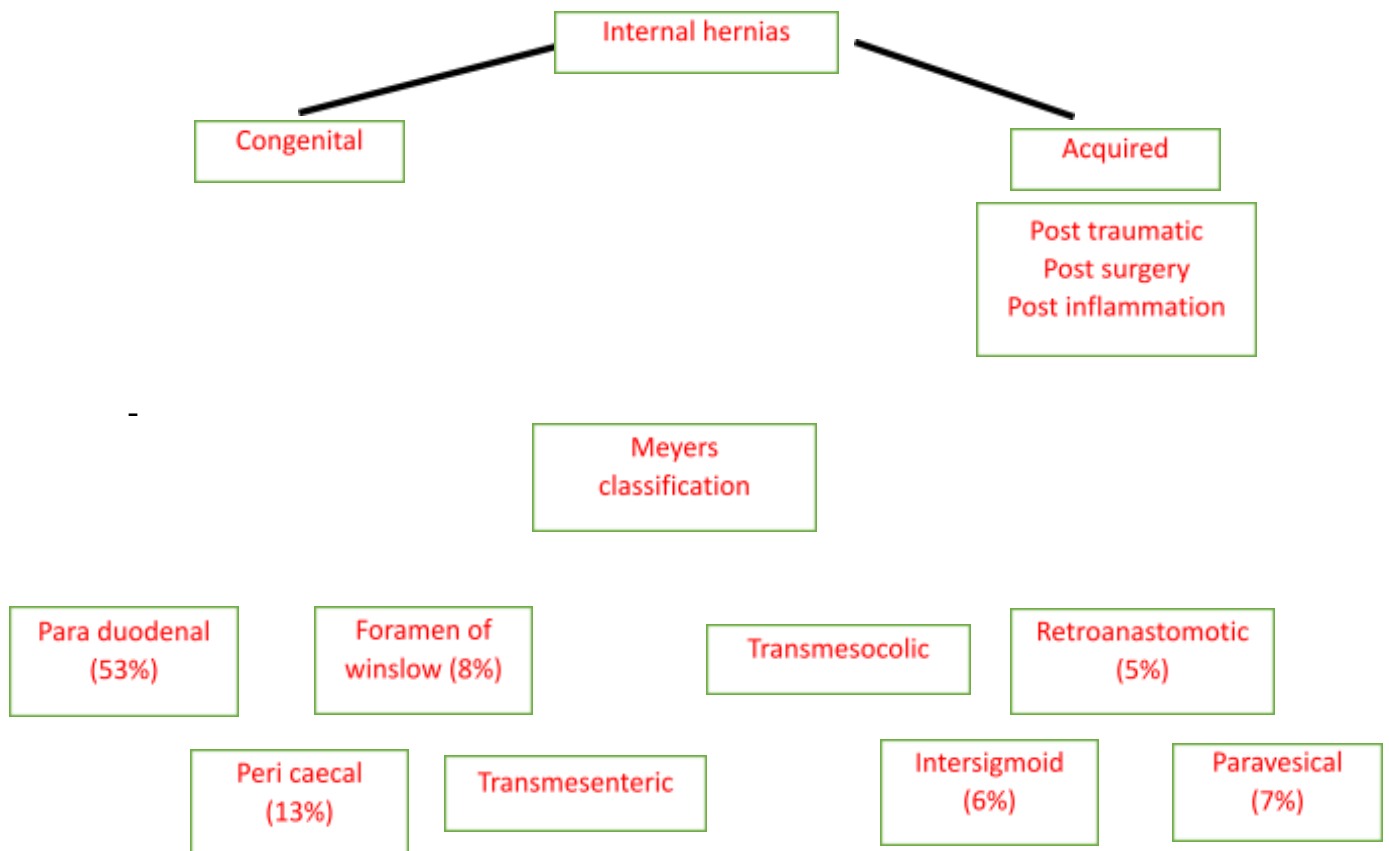 Internal hernias
Congenital
Acquired
Post traumatic
Post surgery
Post inflammation
-
Meyers
classification
Para duodenal
(53%)
Foramen of
winslow (8%)
Transmesocolic
Retroanastomotic
(5%)
Peri caecal
(13%)
Transmesenteric
Intersigmoid
(6%)
Paravesical
(7%)